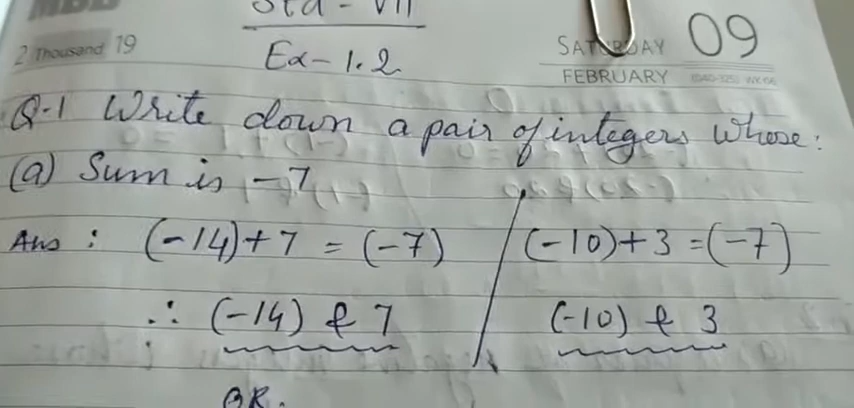 Std - VII
2 Thousand 19
Ex - 1.2
SATURDAY 09
FEBRUARY
Q-1 Write down a pair of integers whose:
(a) Sum is -7
Ans : (-14)+7 = (-7) / (-10)+3 =(-7)
∴ (-14) & 7 (-10) & 3
OR.